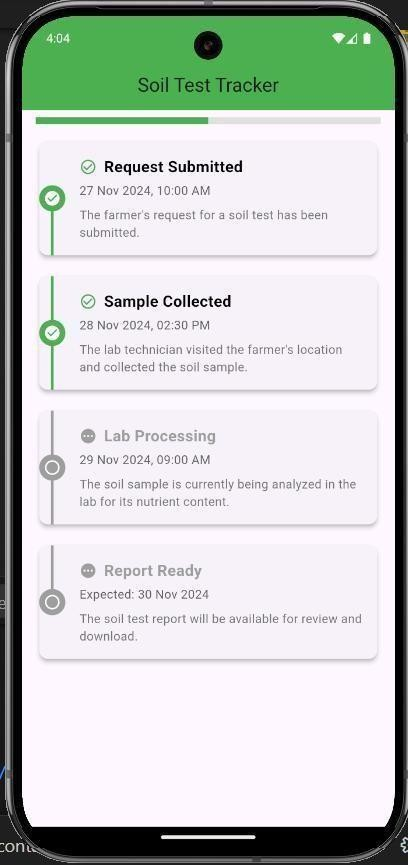 4:04
Soil Test Tracker
Request Submitted
27 Nov 2024, 10:00 AM
The farmer's request for a soil test has been
submitted.
Sample Collected
28 Nov 2024, 02:30 PM
The lab technician visited the farmer's location
and collected the soil sample.
Lab Processing
29 Nov 2024, 09:00 AM
The soil sample is currently being analyzed in the
lab for its nutrient content.
Report Ready
Expected: 30 Nov 2024
The soil test report will be available for review and
download.